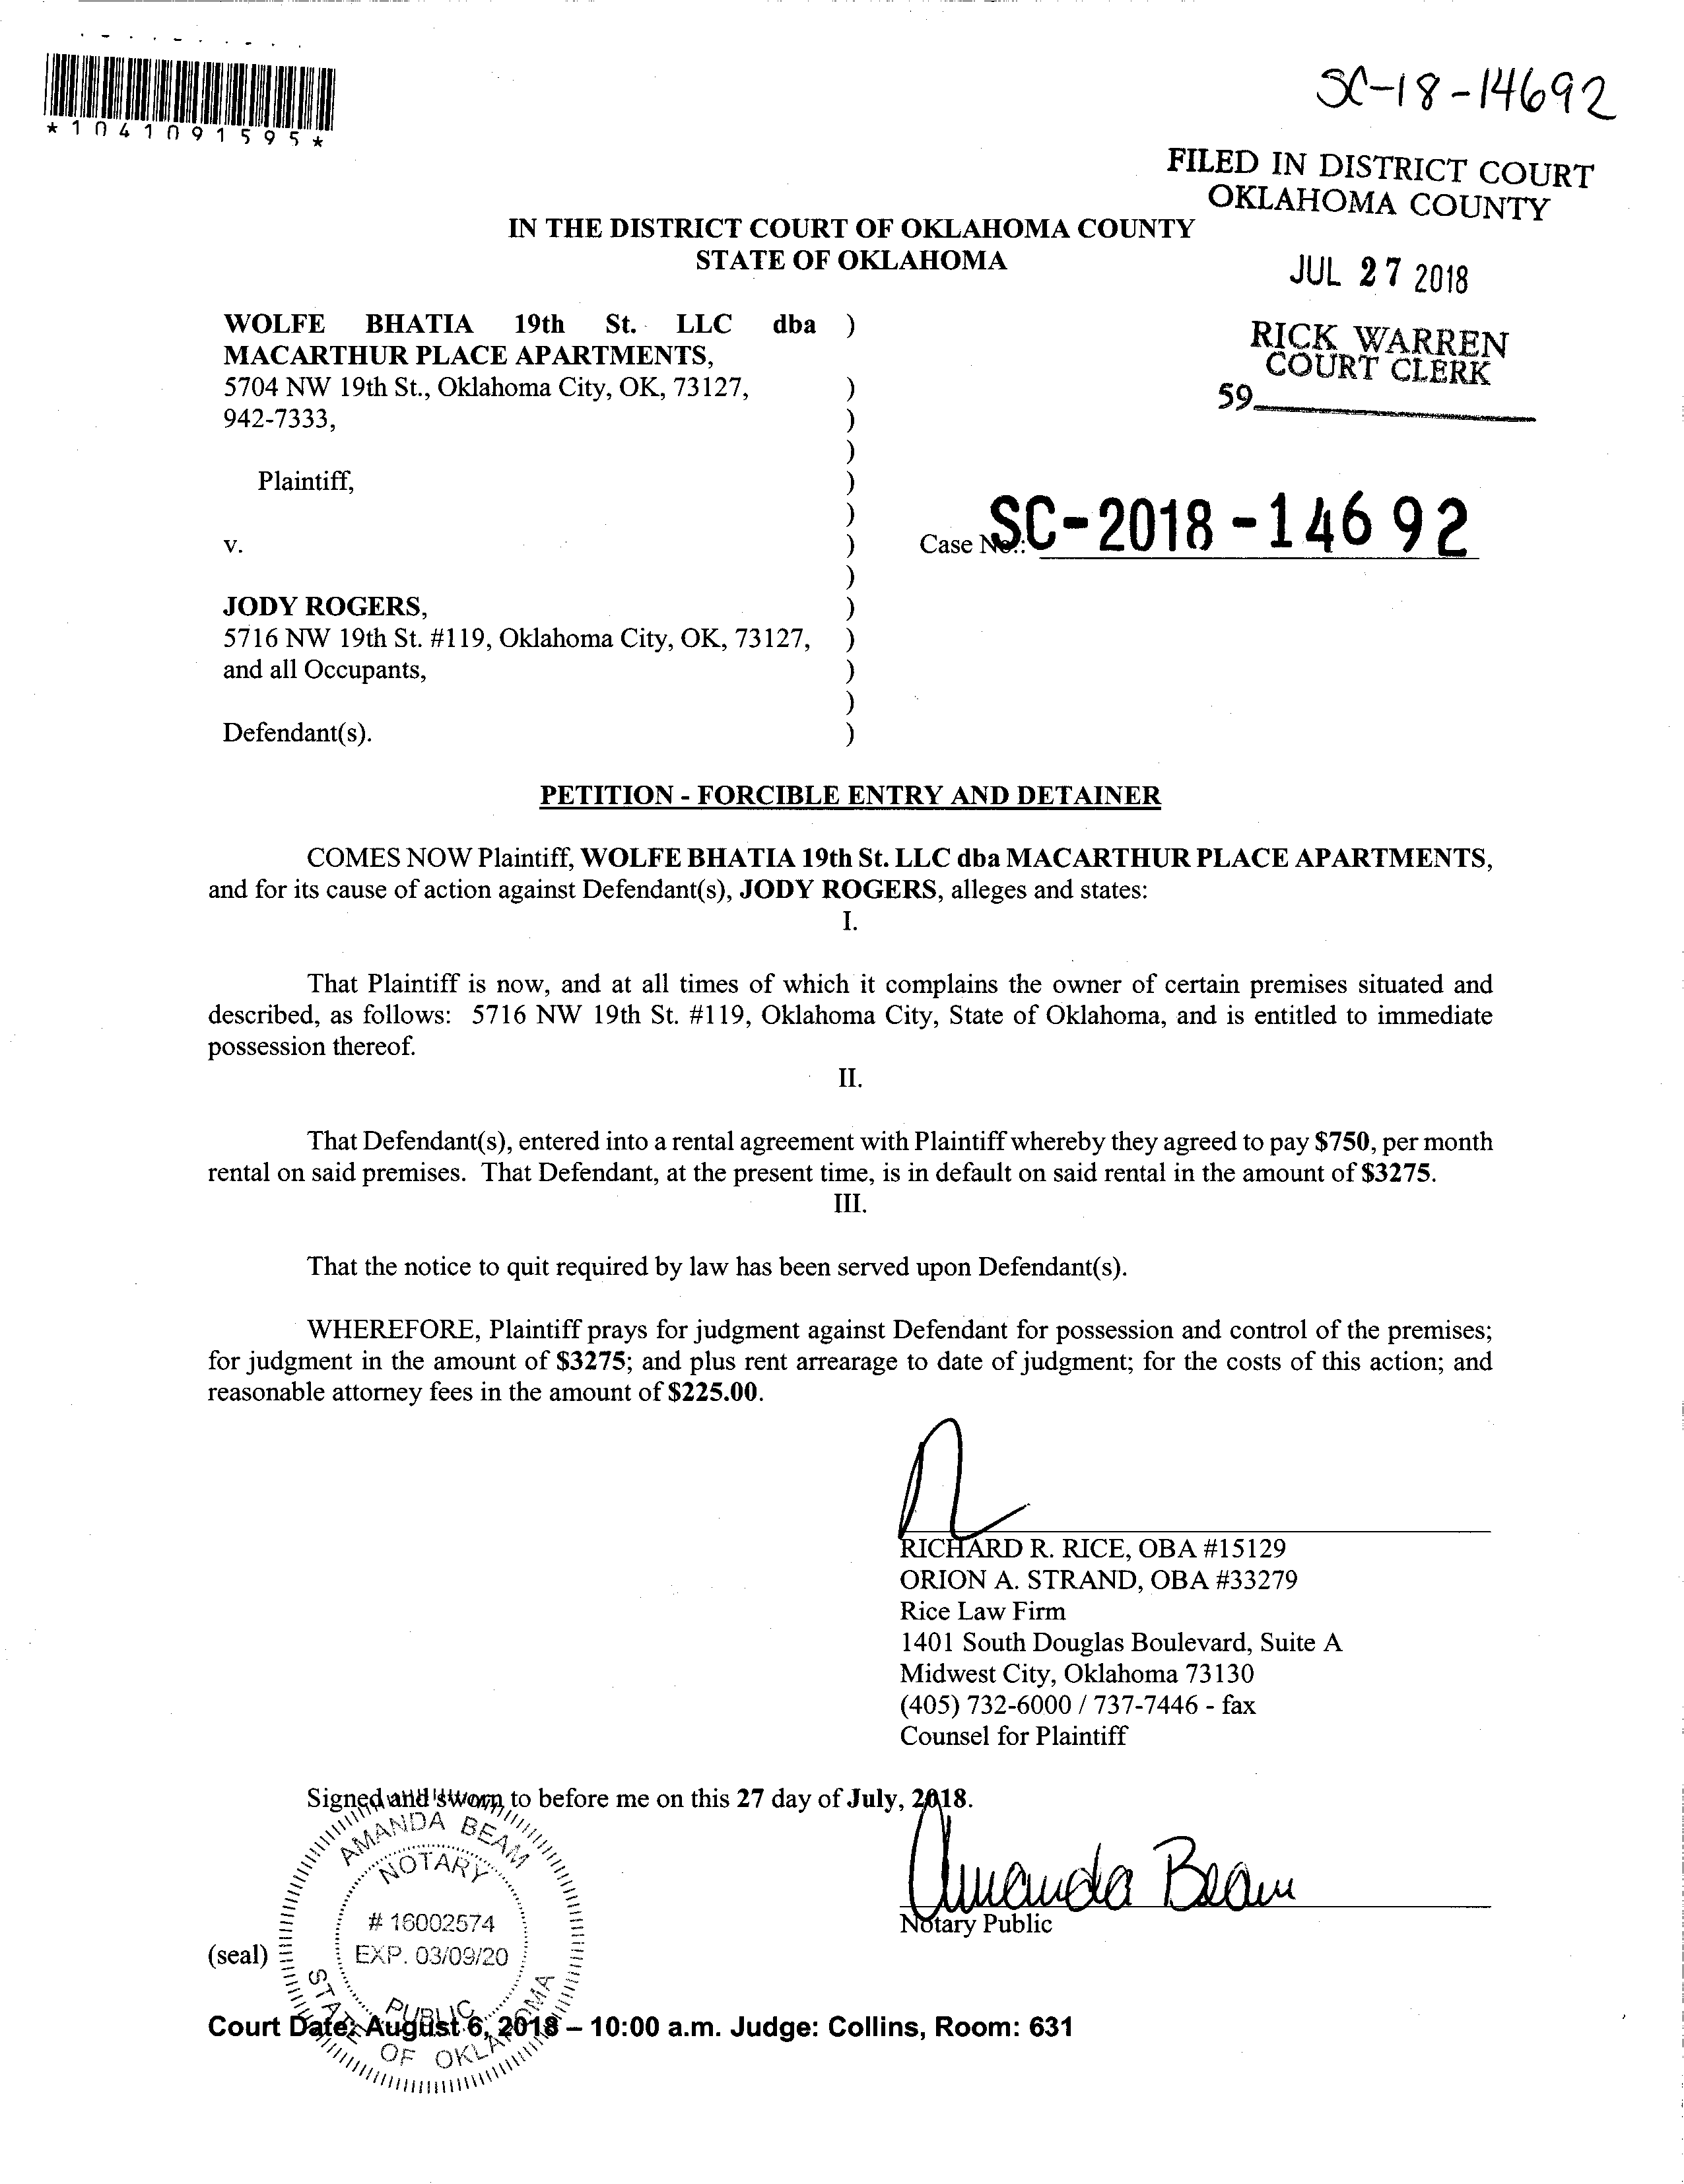 *1041091595*
SC-18-14692
FILED IN DISTRICT COURT
OKLAHOMA COUNTY
JUL 27 2018
RICK WARREN
COURT CLERK
59
IN THE DISTRICT COURT OF OKLAHOMA COUNTY
STATE OF OKLAHOMA
WOLFE BHATIA 19th St. LLC dba )
MACARTHUR PLACE APARTMENTS,
5704 NW 19th St., Oklahoma City, OK, 73127, )
942-7333, )
)
Plaintiff, )
)
v. )
Case No.: SC-2018-14692
)
JODY ROGERS, )
5716 NW 19th St. #119, Oklahoma City, OK, 73127, )
and all Occupants, )
)
Defendant(s). )
PETITION - FORCIBLE ENTRY AND DETAINER
COMES NOW Plaintiff, WOLFE BHATIA 19th St. LLC dba MACARTHUR PLACE APARTMENTS,
and for its cause of action against Defendant(s), JODY ROGERS, alleges and states:
I.
That Plaintiff is now, and at all times of which it complains the owner of certain premises situated and
described, as follows: 5716 NW 19th St. #119, Oklahoma City, State of Oklahoma, and is entitled to immediate
possession thereof.
II.
That Defendant(s), entered into a rental agreement with Plaintiff whereby they agreed to pay $750, per month
rental on said premises. That Defendant, at the present time, is in default on said rental in the amount of $3275.
III.
That the notice to quit required by law has been served upon Defendant(s).
WHEREFORE, Plaintiff prays for judgment against Defendant for possession and control of the premises;
for judgment in the amount of $3275; and plus rent arrearage to date of judgment; for the costs of this action; and
reasonable attorney fees in the amount of $225.00.
RICHARD R. RICE, OBA #15129
ORION A. STRAND, OBA #33279
Rice Law Firm
1401 South Douglas Boulevard, Suite A
Midwest City, Oklahoma 73130
(405) 732-6000 / 737-7446 - fax
Counsel for Plaintiff
Signed and sworn to before me on this 27 day of July, 2018.
Amanda Beam
Notary Public
AMANDA BEAM
NOTARY
# 16002574
EXP. 03/09/20
PUBLIC
STATE OF OKLAHOMA
(seal)
Court Date: August 6, 2018 – 10:00 a.m. Judge: Collins, Room: 631